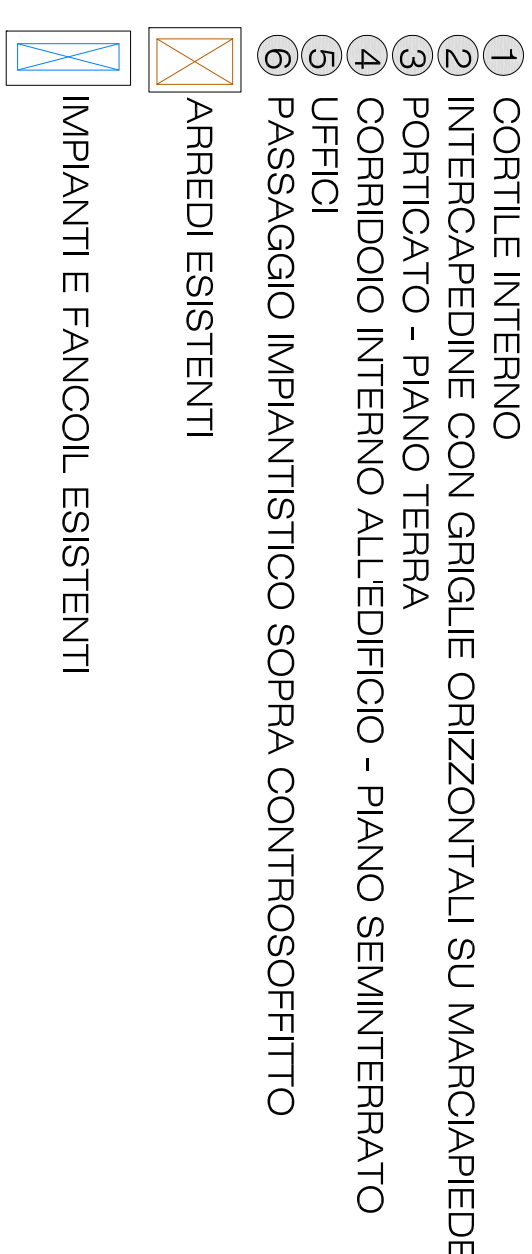 1 CORTILE INTERNO
2 INTERCAPEDINE CON GRIGLIE ORIZZONTALI SU MARCIAPIEDE
3 PORTICATO - PIANO TERRA
4 CORRIDOIO INTERNO ALL'EDIFICIO - PIANO SEMINTERRATO
5 UFFICI
6 PASSAGGIO IMPIANTISTICO SOPRA CONTROSOFFITTO
ARREDI ESISTENTI
IMPIANTI E FANCOIL ESISTENTI